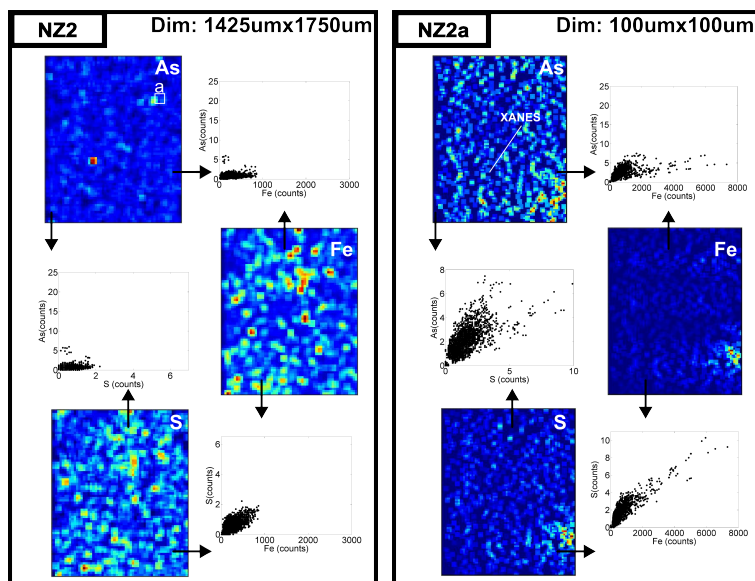 NZ2
Dim: 1425umx1750um
As
a
25
20
15
10
5
0
As(counts)
0
1000
2000
3000
Fe (counts)
Fe
25
20
15
10
5
0
As(counts)
0
2
4
6
S (counts)
S
6
4
2
0
S(counts)
0
1000
2000
3000
Fe (counts)
NZ2a
Dim: 100umx100um
As
XANES
25
20
15
10
5
0
As(counts)
0
2000
4000
6000
8000
Fe (counts)
Fe
8
6
4
2
0
As(counts)
0
5
10
S (counts)
S
10
8
6
4
2
0
S(counts)
0
2000
4000
6000
8000
Fe (counts)